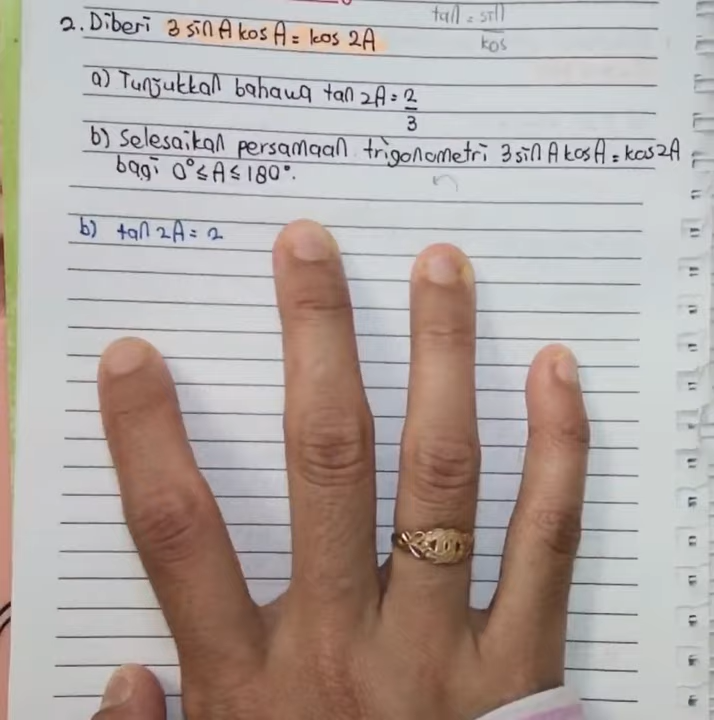 tan = sin
kos
2. Diberi 3 sin A kos A = kos 2A
a) Tunjukkan bahawa tan 2A = 2/3
b) Selesaikan persamaan trigonometri 3 sin A kos A = kos 2A
bagi 0° ≤ A ≤ 180°.
b) tan 2A = 2